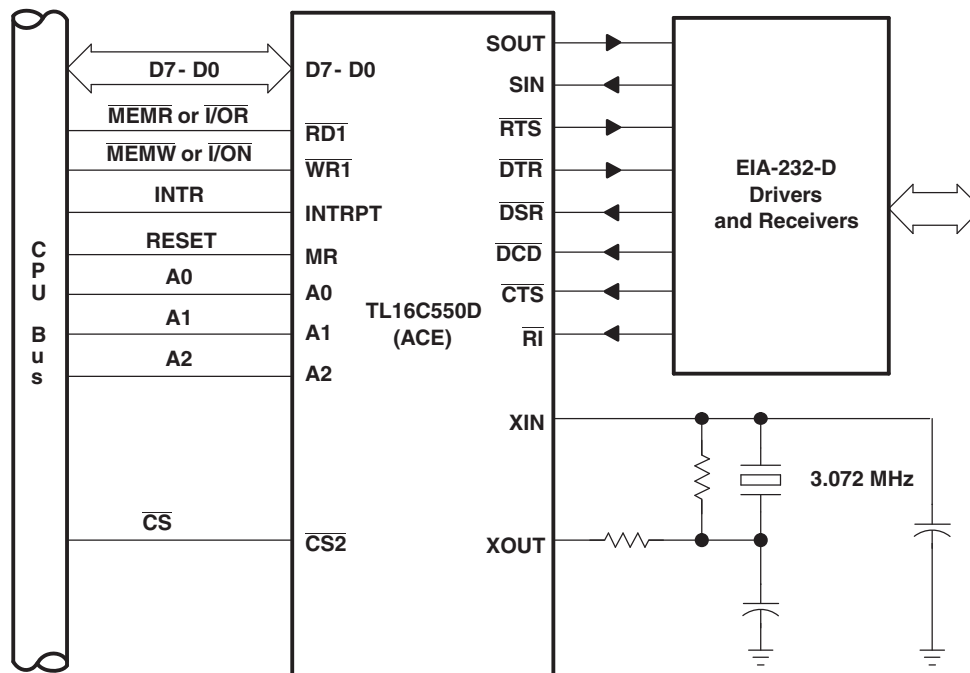 CPU Bus
D7- D0
MEMR or I/OR
MEMW or I/ON
INTR
RESET
A0
A1
A2
CS
D7- D0
RD1
WR1
INTRPT
MR
A0
A1
A2
CS2
TL16C550D
(ACE)
SOUT
SIN
RTS
DTR
DSR
DCD
CTS
RI
XIN
XOUT
EIA-232-D
Drivers
and Receivers
3.072 MHz